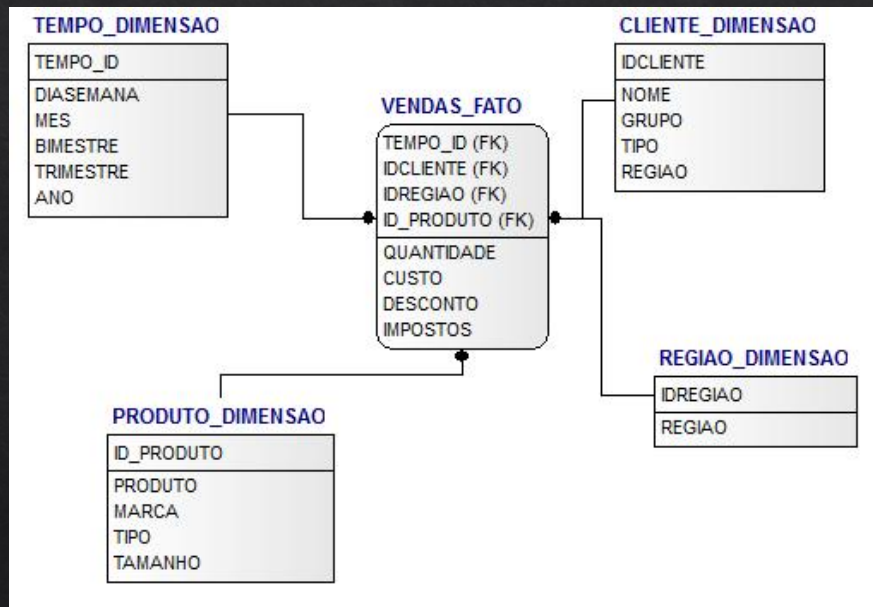 TEMPO_DIMENSAO
TEMPO_ID
DIASEMANA
MES
BIMESTRE
TRIMESTRE
ANO
CLIENTE_DIMENSAO
IDCLIENTE
NOME
GRUPO
TIPO
REGIAO
VENDAS_FATO
TEMPO_ID (FK)
IDCLIENTE (FK)
IDREGIAO (FK)
ID_PRODUTO (FK)
QUANTIDADE
CUSTO
DESCONTO
IMPOSTOS
REGIAO_DIMENSAO
IDREGIAO
REGIAO
PRODUTO_DIMENSAO
ID_PRODUTO
PRODUTO
MARCA
TIPO
TAMANHO